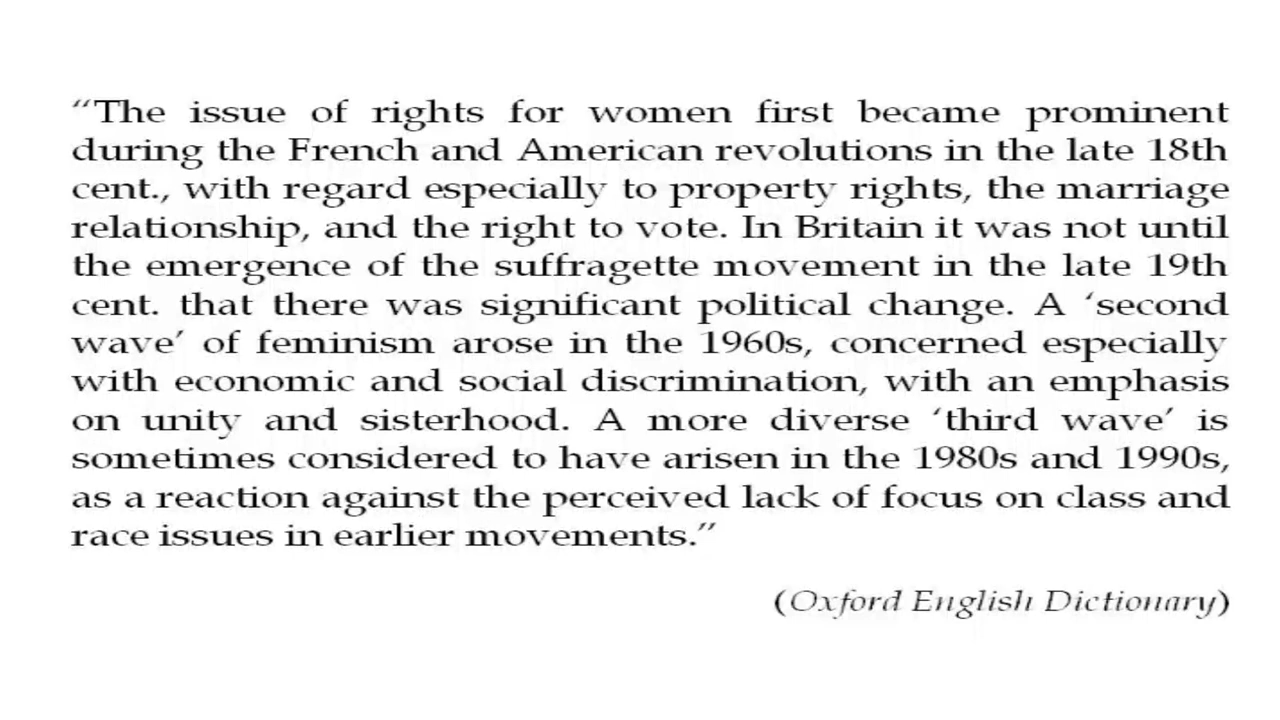 “The issue of rights for women first became prominent
during the French and American revolutions in the late 18th
cent., with regard especially to property rights, the marriage
relationship, and the right to vote. In Britain it was not until
the emergence of the suffragette movement in the late 19th
cent. that there was significant political change. A ‘second
wave’ of feminism arose in the 1960s, concerned especially
with economic and social discrimination, with an emphasis
on unity and sisterhood. A more diverse ‘third wave’ is
sometimes considered to have arisen in the 1980s and 1990s,
as a reaction against the perceived lack of focus on class and
race issues in earlier movements.”
(Oxford English Dictionary)